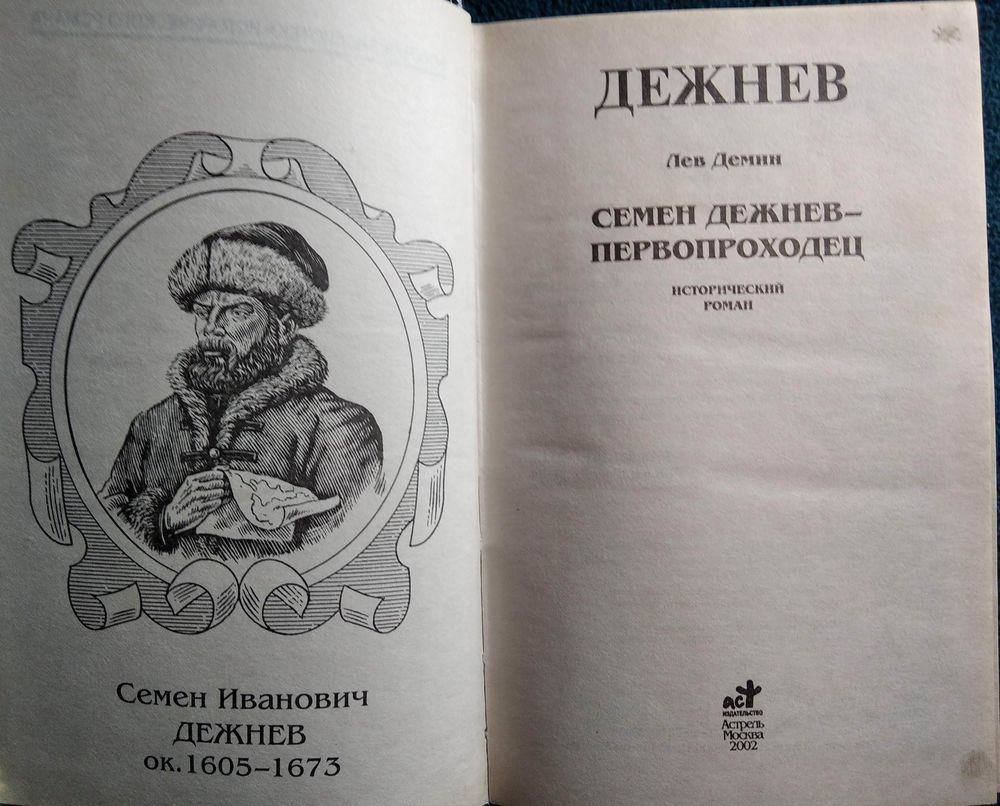 Семен Иванович
ДЕЖНЕВ
ок.1605–1673
ДЕЖНЕВ
Лев Демин
СЕМЕН ДЕЖНЕВ–
ПЕРВОПРОХОДЕЦ
ИСТОРИЧЕСКИЙ
РОМАН
аст
ИЗДАТЕЛЬСТВО
Астрель
Москва
2002